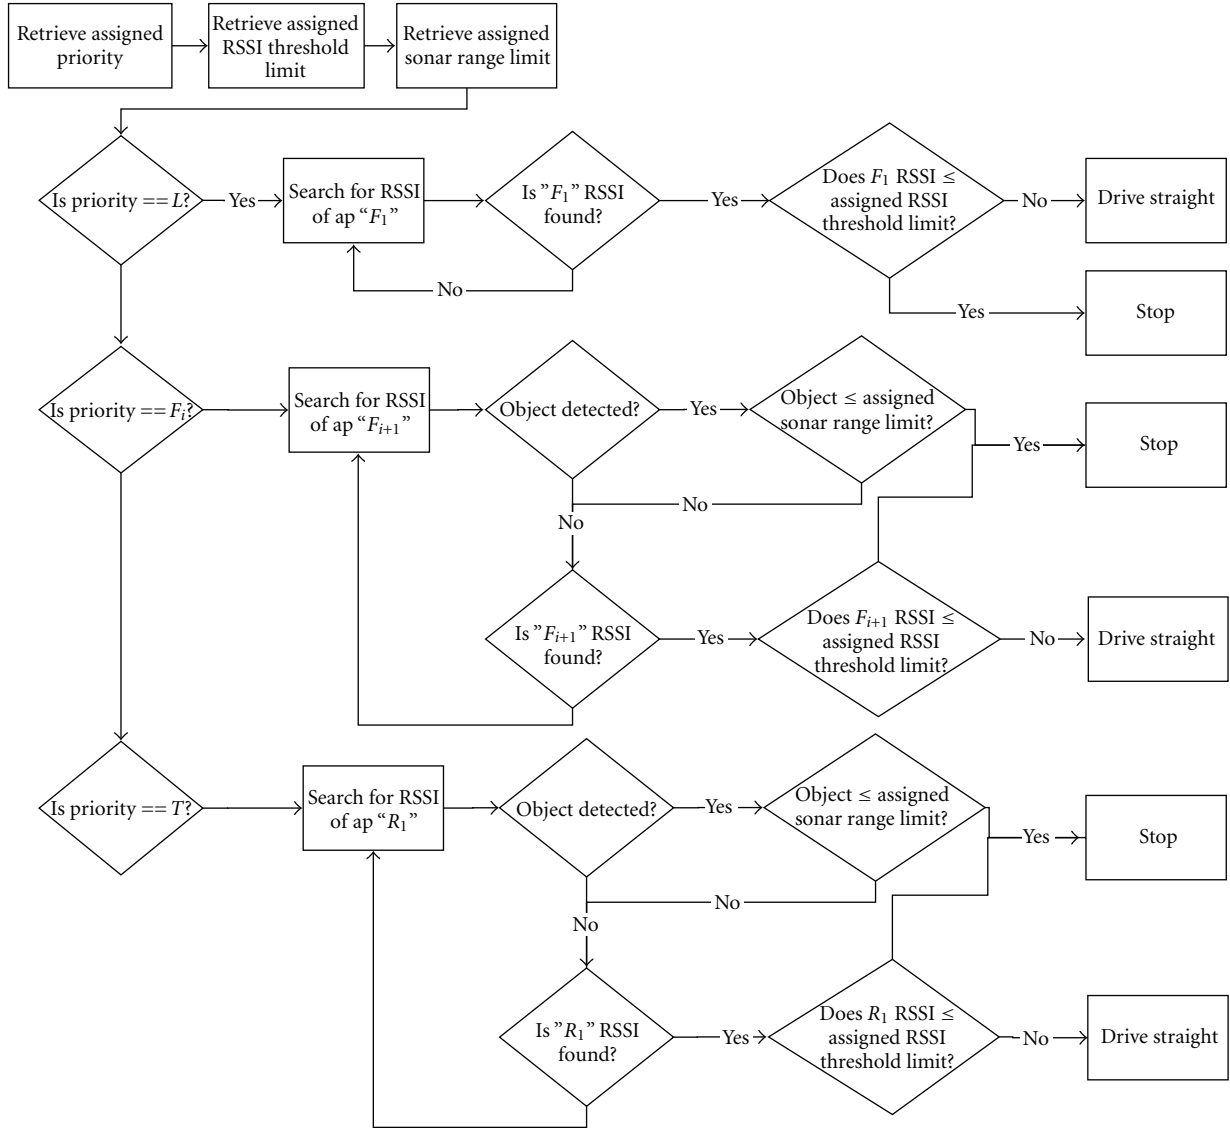 Retrieve assigned
priority
Retrieve assigned
RSSI threshold
limit
Retrieve assigned
sonar range limit
Is priority == L?
Yes
Search for RSSI
of ap “F1”
Is ”F1” RSSI
found?
No
Yes
Does F1 RSSI ≤
assigned RSSI
threshold limit?
No
Drive straight
Yes
Stop
Is priority == Fi?
Search for RSSI
of ap “Fi+1”
Object detected?
Yes
Object ≤ assigned
sonar range limit?
Yes
Stop
No
No
Is ”Fi+1” RSSI
found?
Yes
Does Fi+1 RSSI ≤
assigned RSSI
threshold limit?
No
Drive straight
Is priority == T?
Search for RSSI
of ap “R1”
Object detected?
Yes
Object ≤ assigned
sonar range limit?
Yes
Stop
No
No
Is ”R1” RSSI
found?
Yes
Does R1 RSSI ≤
assigned RSSI
threshold limit?
No
Drive straight